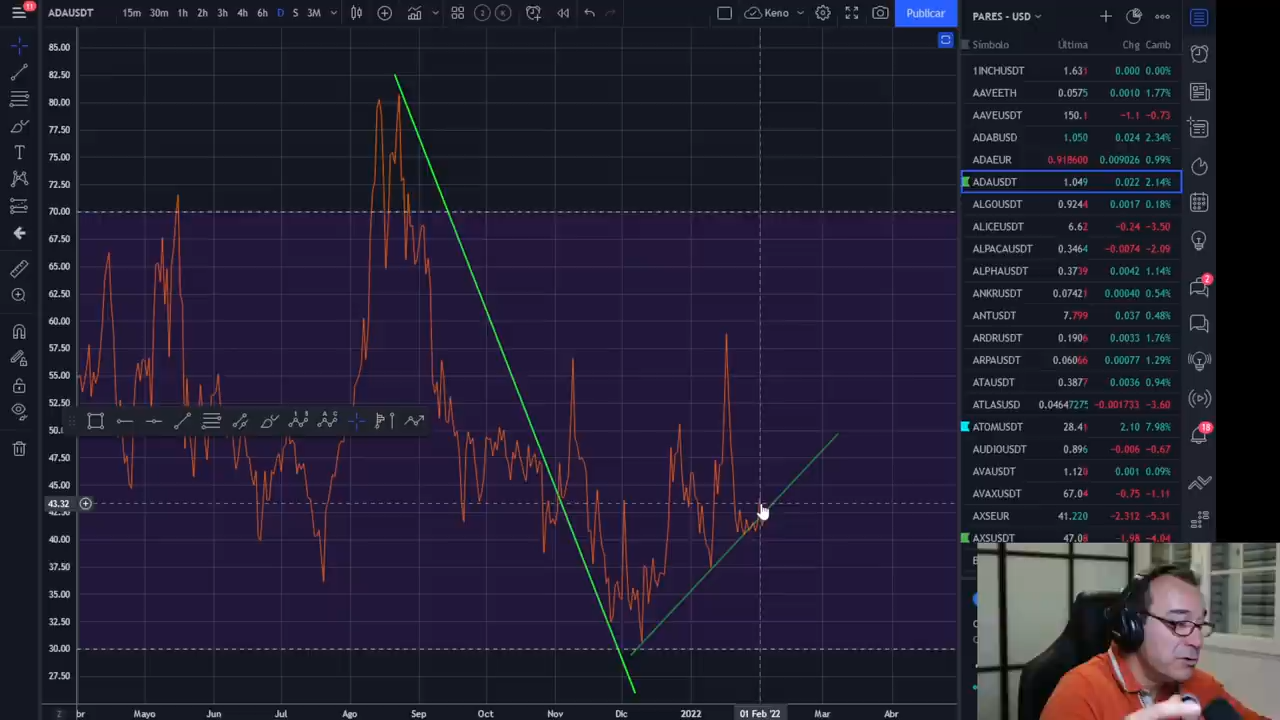 11
ADAUSDT 15m 30m 1h 2h 3h 4h 6h D S 3M 2 K Keno Publicar
PARES - USD
Símbolo Última Chg Camb
1INCHUSDT 1.631 0.000 0.00%
AAVEETH 0.0575 0.0010 1.77%
AAVEUSDT 150.1 -1.1 -0.73
ADABUSD 1.050 0.024 2.34%
ADAEUR 0.918600 0.009026 0.99%
ADAUSDT 1.049 0.022 2.14%
ALGOUSDT 0.9244 0.0017 0.18%
ALICEUSDT 6.62 -0.24 -3.50
ALPACAUSDT 0.3464 -0.0074 -2.09
ALPHAUSDT 0.3739 0.0042 1.14%
ANKRUSDT 0.07421 0.00040 0.54%
ANTUSDT 7.799 0.037 0.48%
ARDRUSDT 0.1906 0.0033 1.76%
ARPAUSDT 0.06066 0.00077 1.29%
ATAUSDT 0.3877 0.0036 0.94%
ATLASUSD 0.04647275 -0.001733 -3.60
ATOMUSDT 28.41 2.10 7.98%
AUDIOUSDT 0.896 -0.006 -0.67
AVAUSDT 1.120 0.001 0.09%
AVAXUSDT 67.04 -0.75 -1.11
AXSEUR 41.220 -2.312 -5.31
AXSUSDT 47.08 -1.98 -4.04
2
18
85.00
82.50
80.00
77.50
75.00
72.50
70.00
67.50
65.00
62.50
60.00
57.50
55.00
52.50
50.
47.50
45.00
43.32
42.50
40.00
37.50
35.00
32.50
30.00
27.50
Z br Mayo Jun Jul Ago Sep Oct Nov Dic 2022 01 Feb '22 Mar Abr